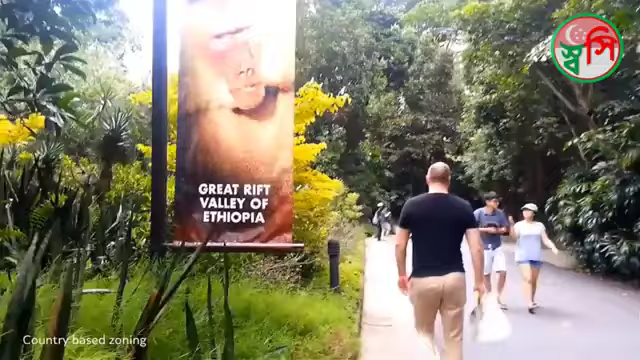 স্বপ্সি
GREAT RIFT
VALLEY OF
ETHIOPIA
Country based zoning